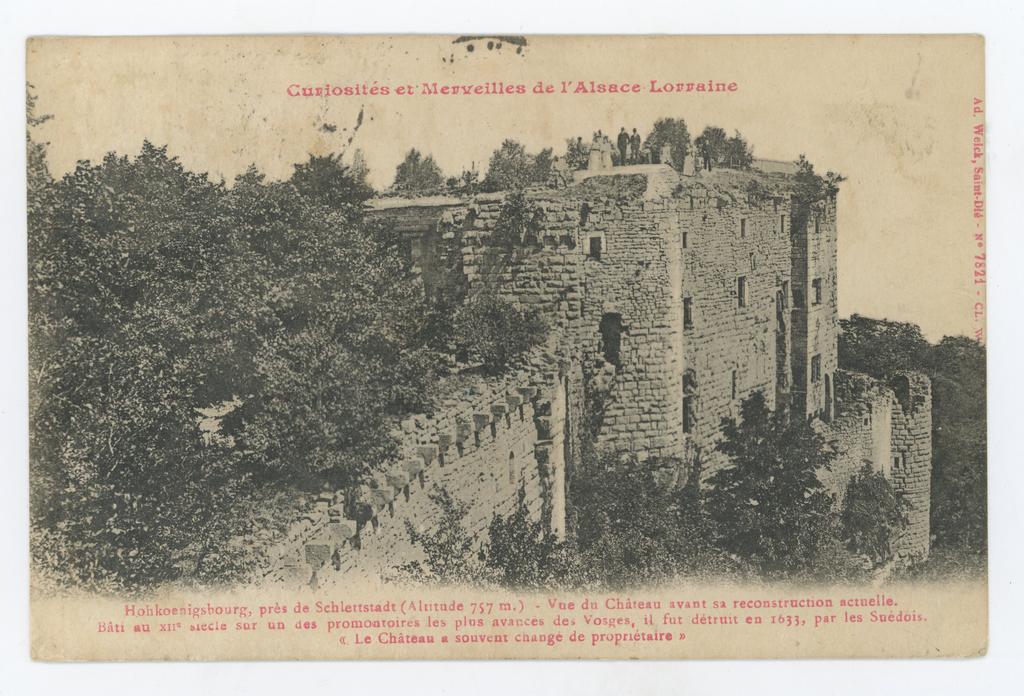 Curiosités et Merveilles de l'Alsace Lorraine
Ad. Weick, Saint-Dié - N° 7821 - CL. W
Hohkoenigsbourg, près de Schlettstadt (Altitude 757 m.) - Vue du Château avant sa reconstruction actuelle.
Bâti au XIIe siècle sur un des promontoires les plus avancés des Vosges, il fut détruit en 1633, par les Suédois.
« Le Château a souvent changé de propriétaire »